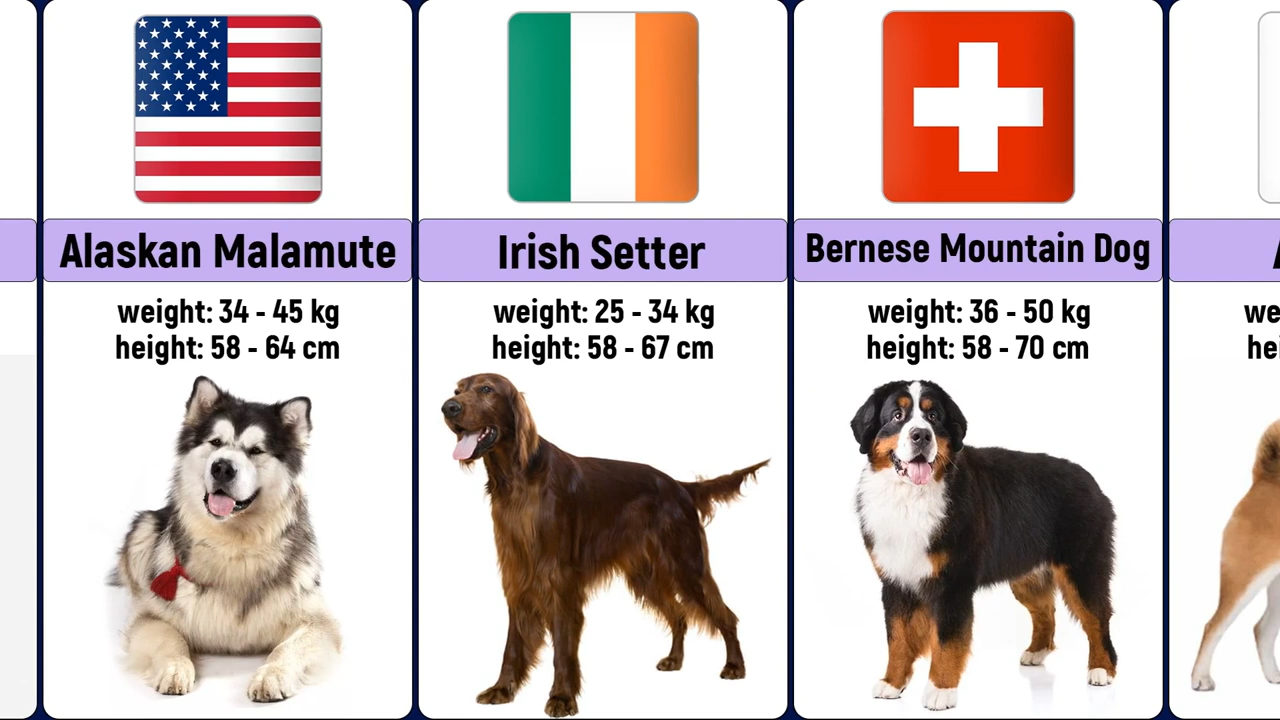 Alaskan Malamute
weight: 34 - 45 kg
height: 58 - 64 cm
Irish Setter
weight: 25 - 34 kg
height: 58 - 67 cm
Bernese Mountain Dog
weight: 36 - 50 kg
height: 58 - 70 cm